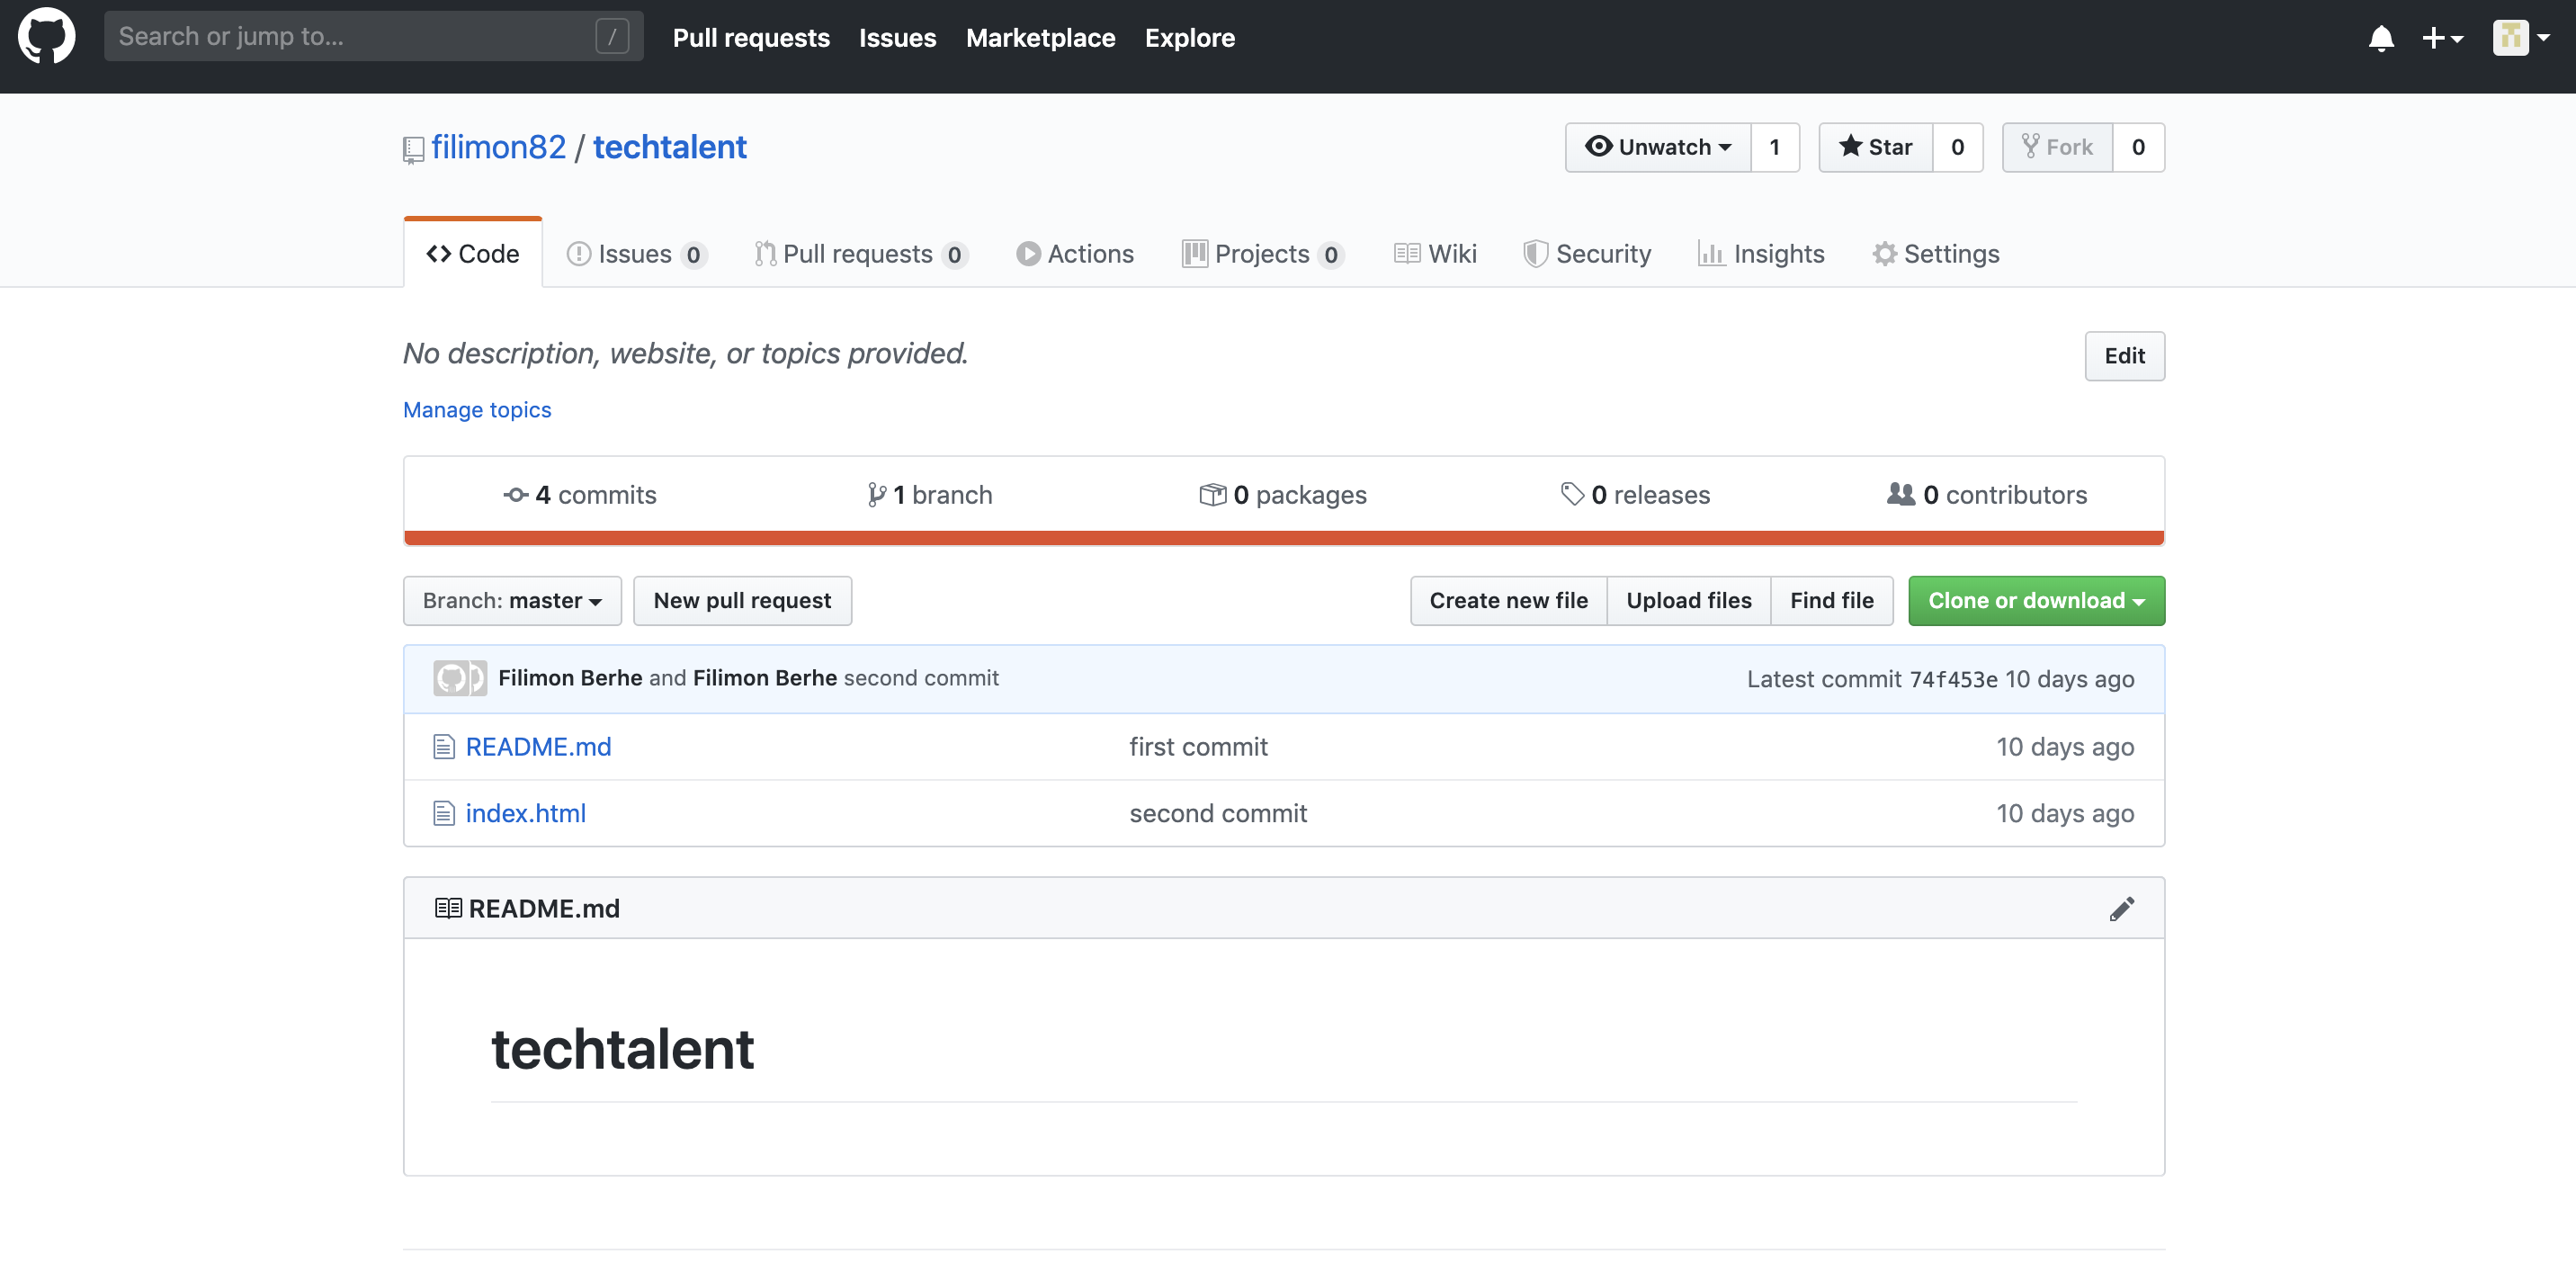 Search or jump to... /
Pull requests Issues Marketplace Explore
filimon82 / techtalent
Unwatch 1 Star 0 Fork 0
Code Issues 0 Pull requests 0 Actions Projects 0 Wiki Security Insights Settings
No description, website, or topics provided.
Edit
Manage topics
4 commits 1 branch 0 packages 0 releases 0 contributors
Branch: master New pull request Create new file Upload files Find file Clone or download
Filimon Berhe and Filimon Berhe second commit Latest commit 74f453e 10 days ago
README.md first commit 10 days ago
index.html second commit 10 days ago
README.md
techtalent